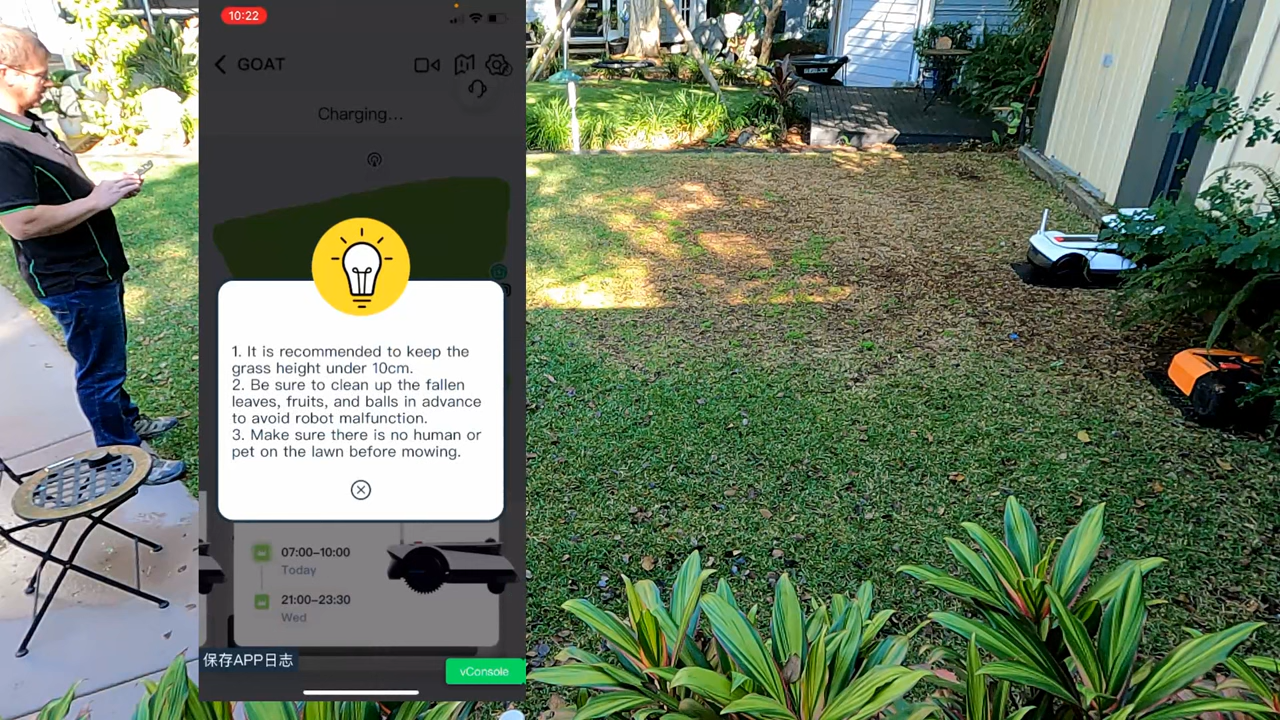 10:22
GOAT
Charging...
1. It is recommended to keep the
grass height under 10cm.
2. Be sure to clean up the fallen
leaves, fruits, and balls in advance
to avoid robot malfunction.
3. Make sure there is no human or
pet on the lawn before mowing.
07:00-10:00
Today
21:00-23:30
Wed
保存APP日志
vConsole